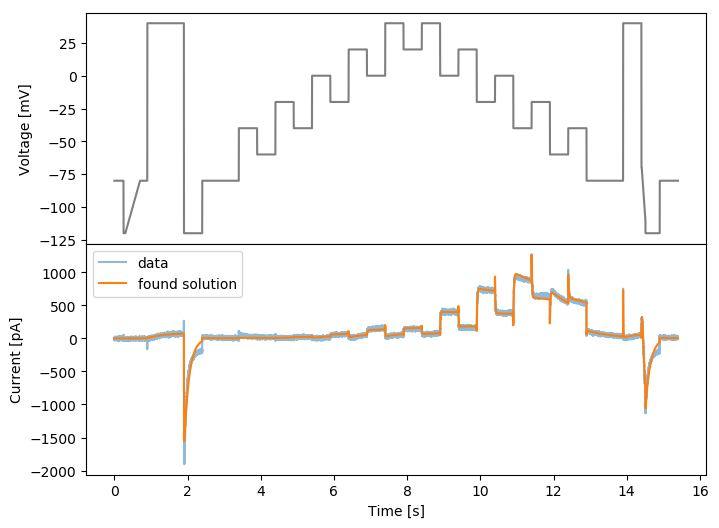 Voltage [mV]
25
0
−25
−50
−75
−100
−125
data
found solution
Current [pA]
1000
500
0
−500
−1000
−1500
−2000
0 2 4 6 8 10 12 14 16
Time [s]